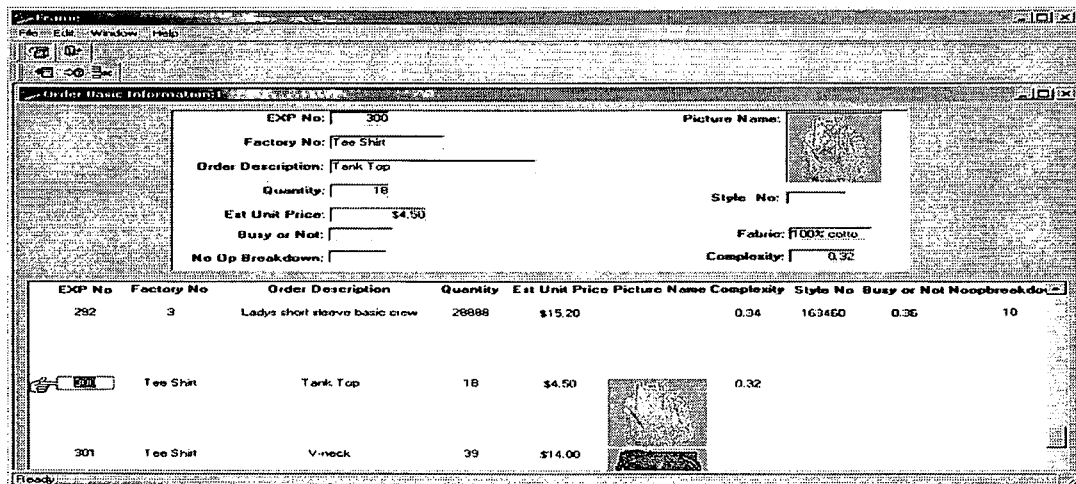 Frame
File Edit Window Help
Order Basic Information:1
EXP No: 300
Picture Name:
Factory No: Tee Shirt
Order Description: Tank Top
Quantity: 18
Style No:
Est Unit Price: $4.50
Busy or Not:
Fabric: 100% cotto
No Op Breakdown:
Complexity: 0.32
EXP No Factory No Order Description Quantity Est Unit Price Picture Name Complexity Style No Busy or Not Noopbreakdo
292 3 Ladys short sleeve basic crew 28888 $15.20 0.34 163460 0.36 10
300 Tee Shirt Tank Top 18 $4.50 0.32
301 Tee Shirt V-neck 39 $14.00
Ready